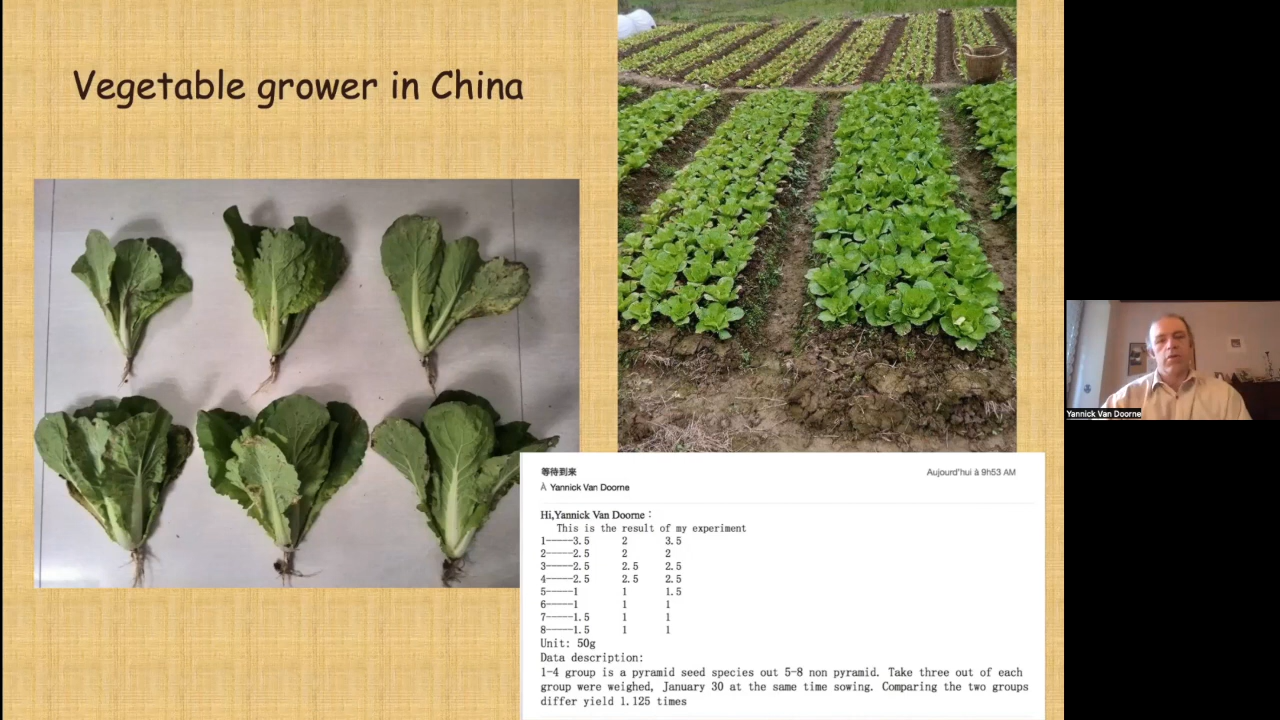 Vegetable grower in China
等待到来
Aujourd'hui à 9h53 AM
À Yannick Van Doorne
Hi,Yannick Van Doorne：
This is the result of my experiment
1-----3.5 2 3.5
2-----2.5 2 2
3-----2.5 2.5 2.5
4-----2.5 2.5 2.5
5-----1 1 1.5
6-----1 1 1
7-----1.5 1 1
8-----1.5 1 1
Unit: 50g
Data description:
1-4 group is a pyramid seed species out 5-8 non pyramid. Take three out of each
group were weighed, January 30 at the same time sowing. Comparing the two groups
differ yield 1.125 times
Yannick Van Doorne